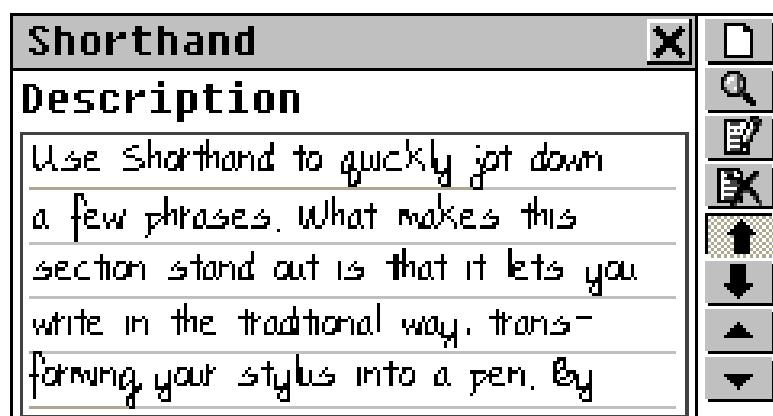 Shorthand
Description
Use Shorthand to quickly jot down
a few phrases. What makes this
section stand out is that it lets you
write in the traditional way, trans-
forming your stylus into a pen. By